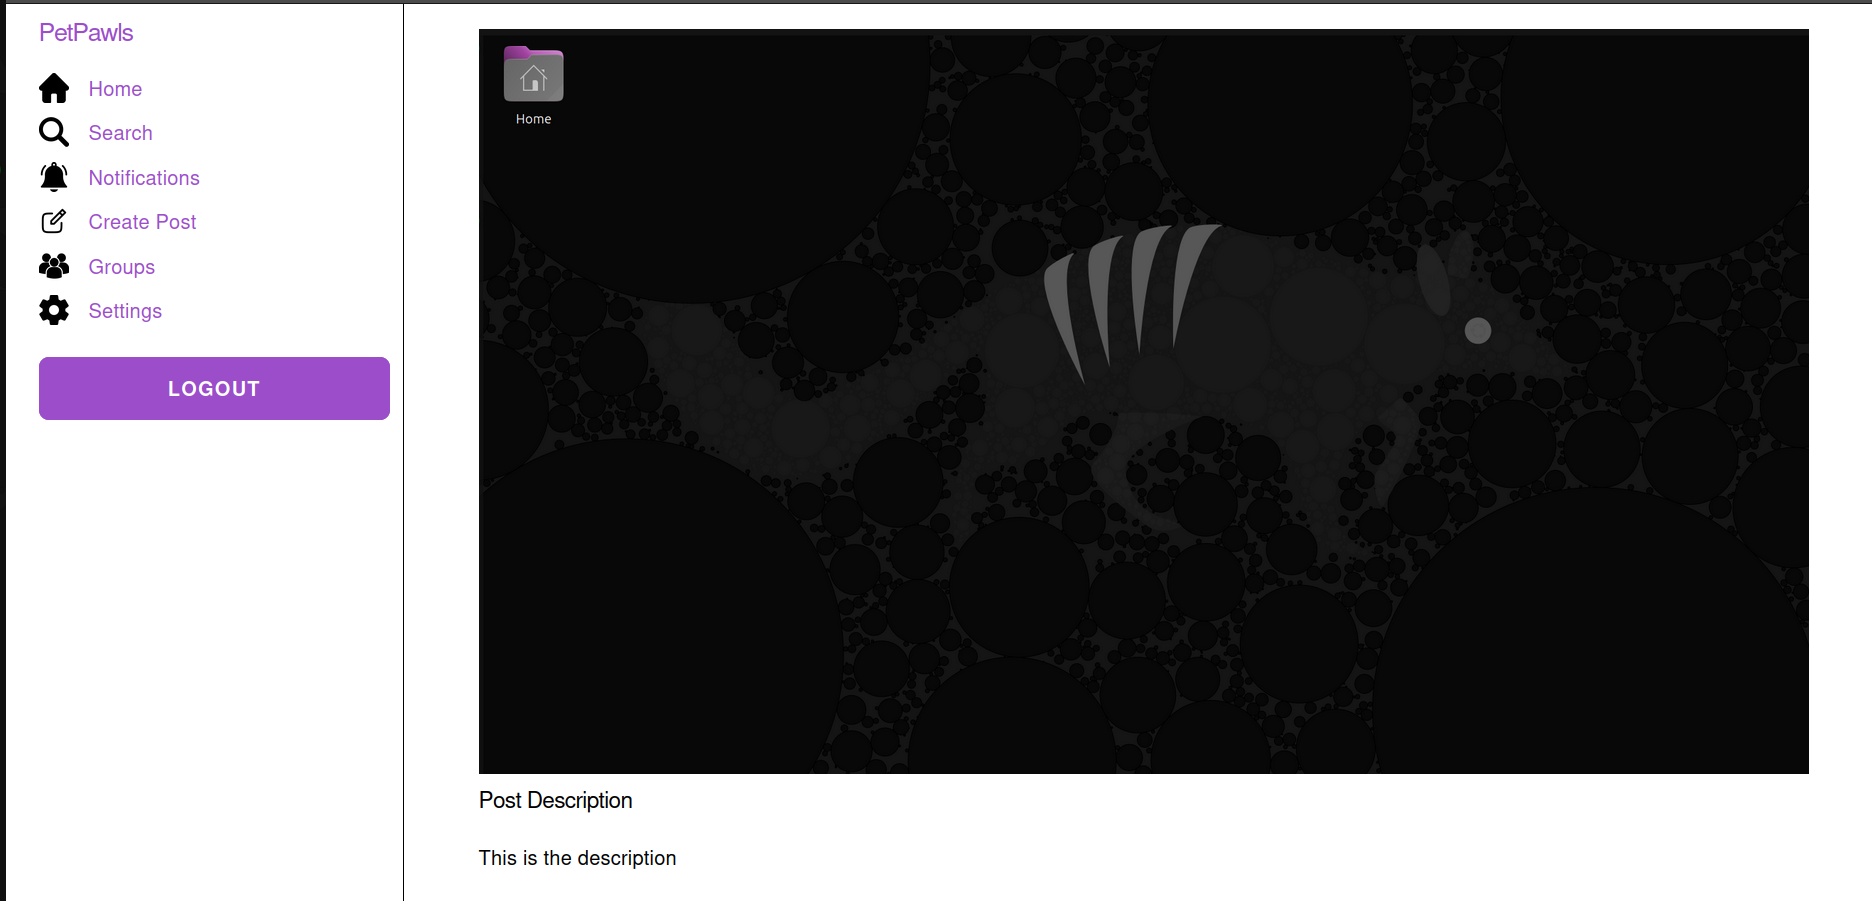 PetPawls
Home
Search
Notifications
Create Post
Groups
Settings
LOGOUT
Home
Post Description
This is the description